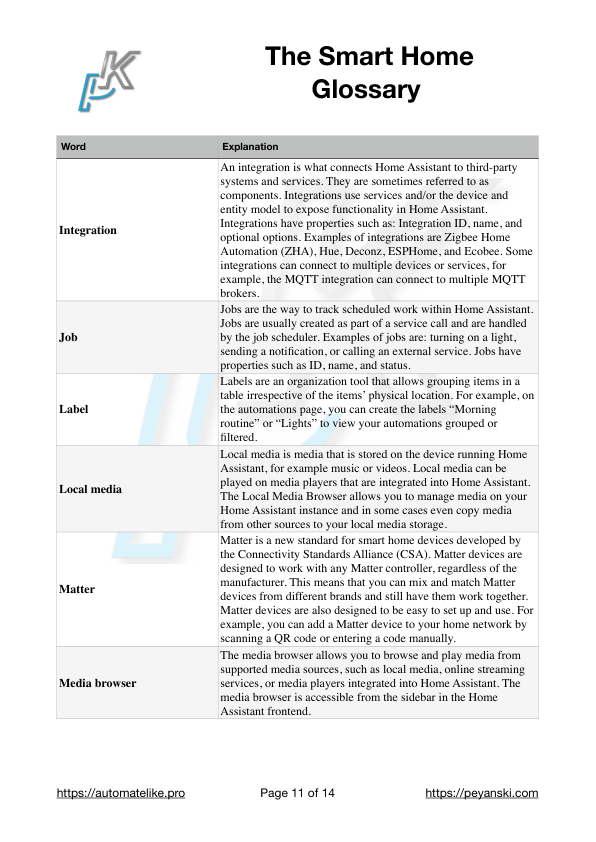 The Smart Home
Glossary
Word Explanation
Integration
An integration is what connects Home Assistant to third-party
systems and services. They are sometimes referred to as
components. Integrations use services and/or the device and
entity model to expose functionality in Home Assistant.
Integrations have properties such as: Integration ID, name, and
optional options. Examples of integrations are Zigbee Home
Automation (ZHA), Hue, Deconz, ESPHome, and Ecobee. Some
integrations can connect to multiple devices or services, for
example, the MQTT integration can connect to multiple MQTT
brokers.
Job
Jobs are the way to track scheduled work within Home Assistant.
Jobs are usually created as part of a service call and are handled
by the job scheduler. Examples of jobs are: turning on a light,
sending a notification, or calling an external service. Jobs have
properties such as ID, name, and status.
Label
Labels are an organization tool that allows grouping items in a
table irrespective of the items’ physical location. For example, on
the automations page, you can create the labels “Morning
routine” or “Lights” to view your automations grouped or
filtered.
Local media
Local media is media that is stored on the device running Home
Assistant, for example music or videos. Local media can be
played on media players that are integrated into Home Assistant.
The Local Media Browser allows you to manage media on your
Home Assistant instance and in some cases even copy media
from other sources to your local media storage.
Matter
Matter is a new standard for smart home devices developed by
the Connectivity Standards Alliance (CSA). Matter devices are
designed to work with any Matter controller, regardless of the
manufacturer. This means that you can mix and match Matter
devices from different brands and still have them work together.
Matter devices are also designed to be easy to set up and use. For
example, you can add a Matter device to your home network by
scanning a QR code or entering a code manually.
Media browser
The media browser allows you to browse and play media from
supported media sources, such as local media, online streaming
services, or media players integrated into Home Assistant. The
media browser is accessible from the sidebar in the Home
Assistant frontend.
https://automatelike.pro Page 11 of 14 https://peyanski.com